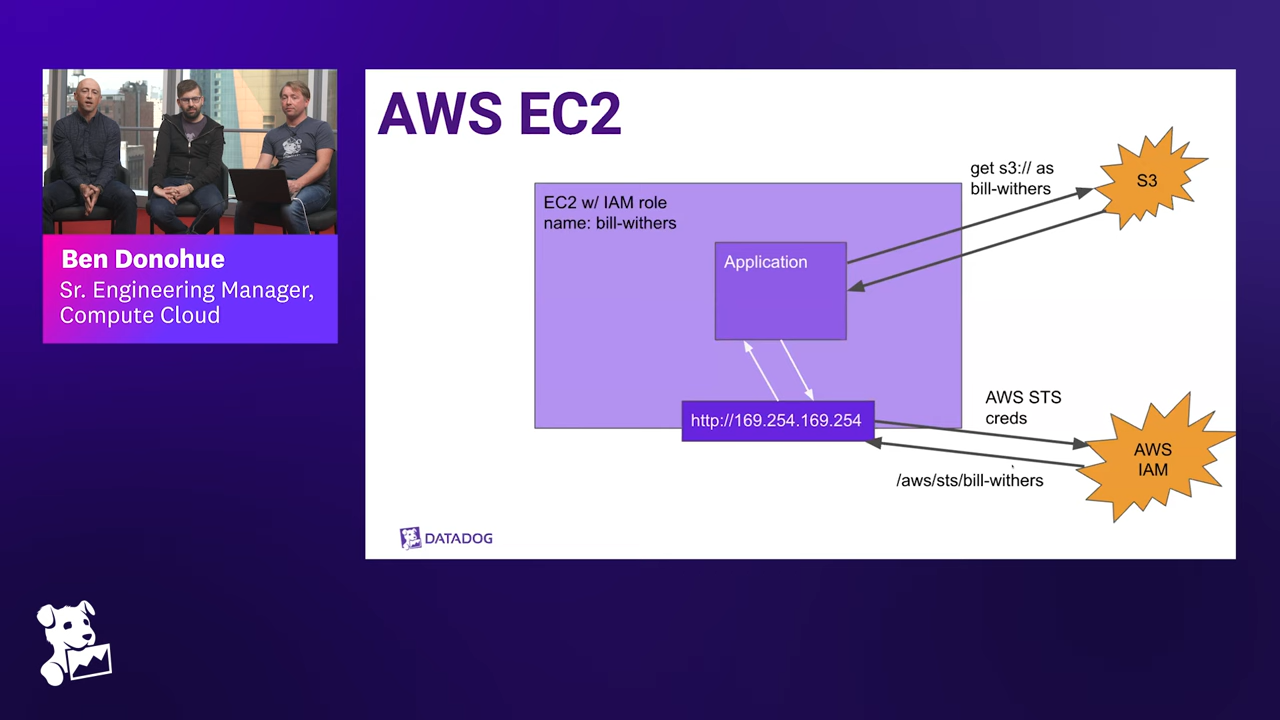 Ben Donohue
Sr. Engineering Manager,
Compute Cloud
AWS EC2
get s3:// as
bill-withers
S3
EC2 w/ IAM role
name: bill-withers
Application
http://169.254.169.254
AWS STS
creds
AWS
IAM
/aws/sts/bill-withers
DATADOG